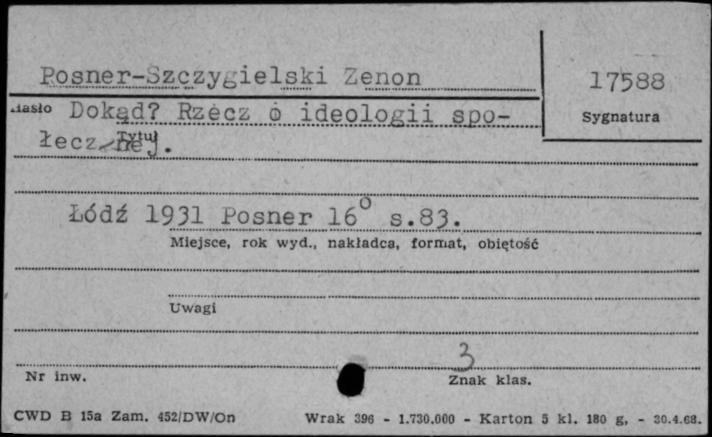 Posner-Szczygielski Zenon
17588
Hasło
Sygnatura
Dokąd? Rzecz o ideologii spo-
łecznej.
Tytuł
Łódź 1931 Posner 16° s.83.
Miejsce, rok wyd., nakładca, format, obiętość
Uwagi
3
Nr inw.
Znak klas.
CWD B 15a Zam. 452/DW/On Wrak 396 - 1.730.000 - Karton 5 kl. 180 g, - 30.4.68.